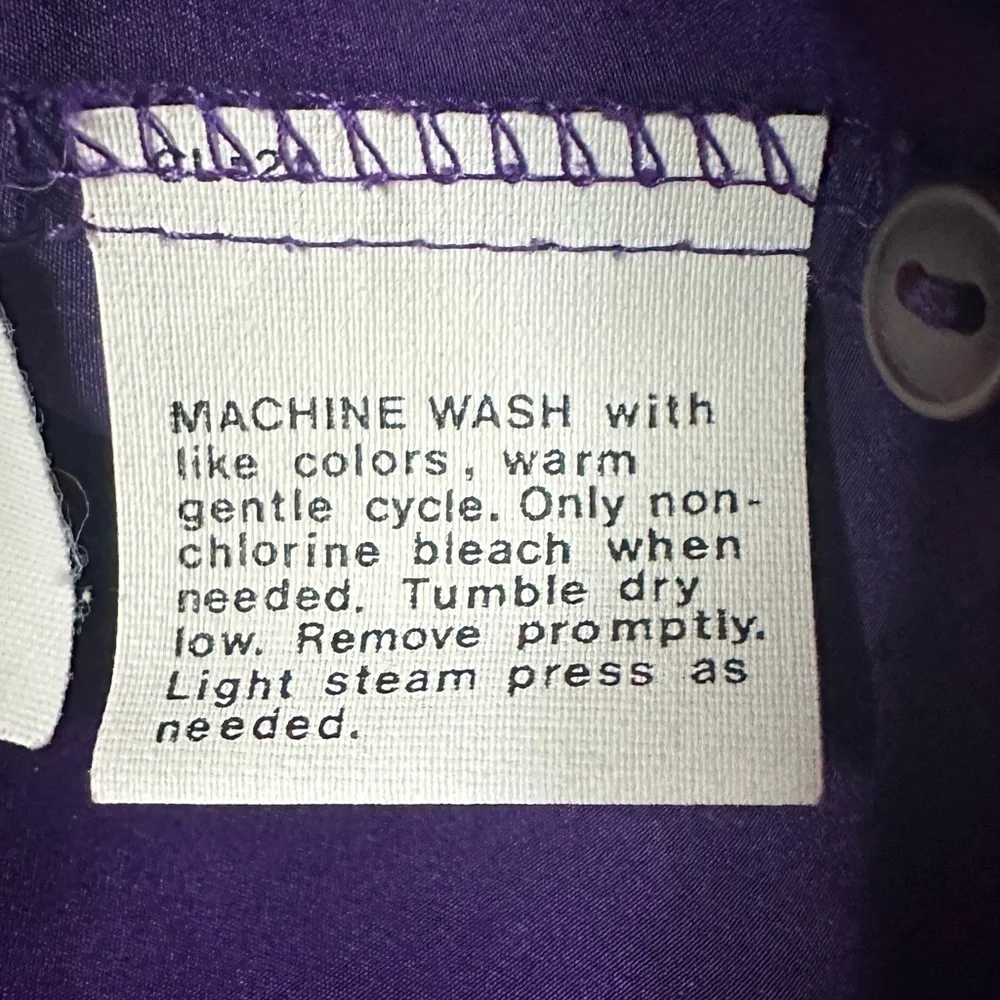 MACHINE WASH with
like colors, warm
gentle cycle. Only non-
chlorine bleach when
needed. Tumble dry
low. Remove promptly.
Light steam press as
needed.